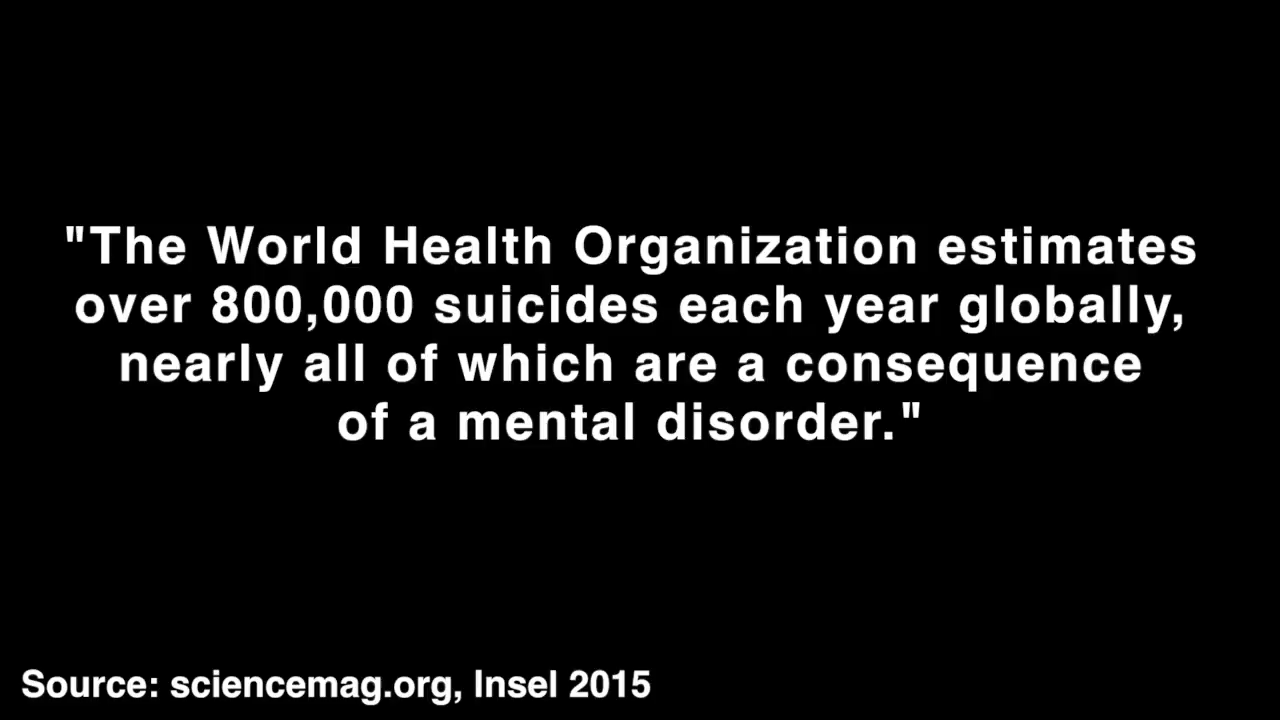 "The World Health Organization estimates
over 800,000 suicides each year globally,
nearly all of which are a consequence
of a mental disorder."
Source: sciencemag.org, Insel 2015